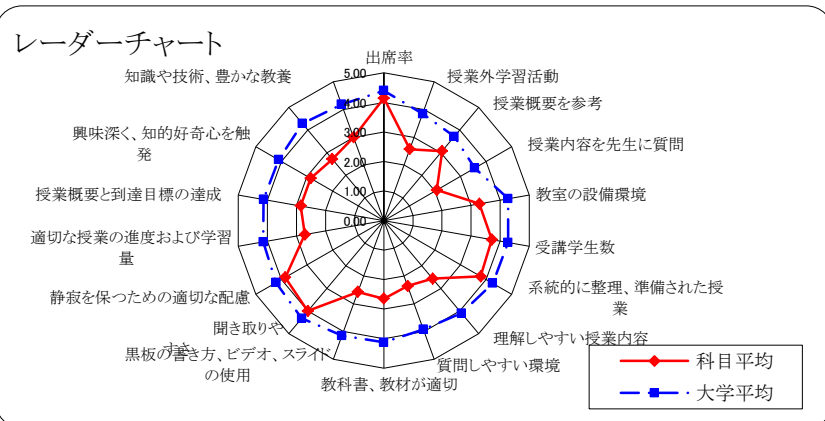 レーダーチャート
出席率
授業外学習活動
授業概要を参考
授業内容を先生に質問
教室の設備環境
受講学生数
系統的に整理、準備された授
業
理解しやすい授業内容
質問しやすい環境
教科書、教材が適切
黒板の書き方、ビデオ、スライド
の使用
聞き取りや
すさ
静寂を保つための適切な配慮
適切な授業の進度および学習
量
授業概要と到達目標の達成
興味深く、知的好奇心を触
発
知識や技術、豊かな教養
5.00
4.00
3.00
2.00
1.00
0.00
科目平均
大学平均